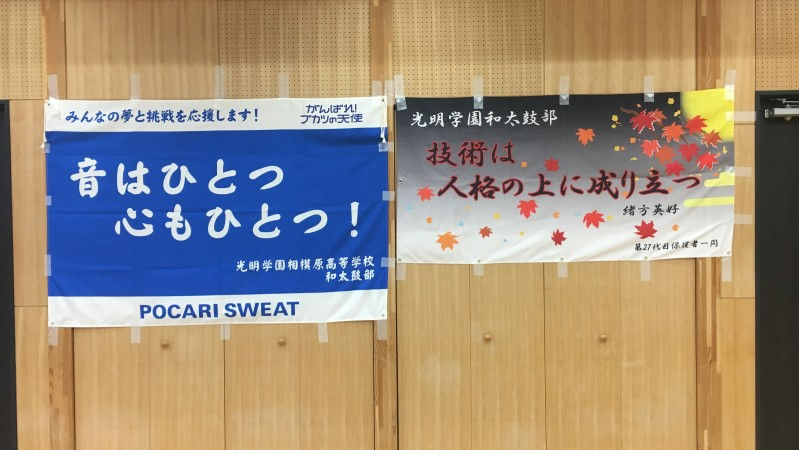 みんなの夢と挑戦を応援します！
がんばれ！
ブカツの天使
音はひとつ
心もひとつ！
光明学園相模原高等学校
和太鼓部
POCARI SWEAT
光明学園和太鼓部
技術は
人格の上に成り立つ
緒方英好
第27代目保護者一同